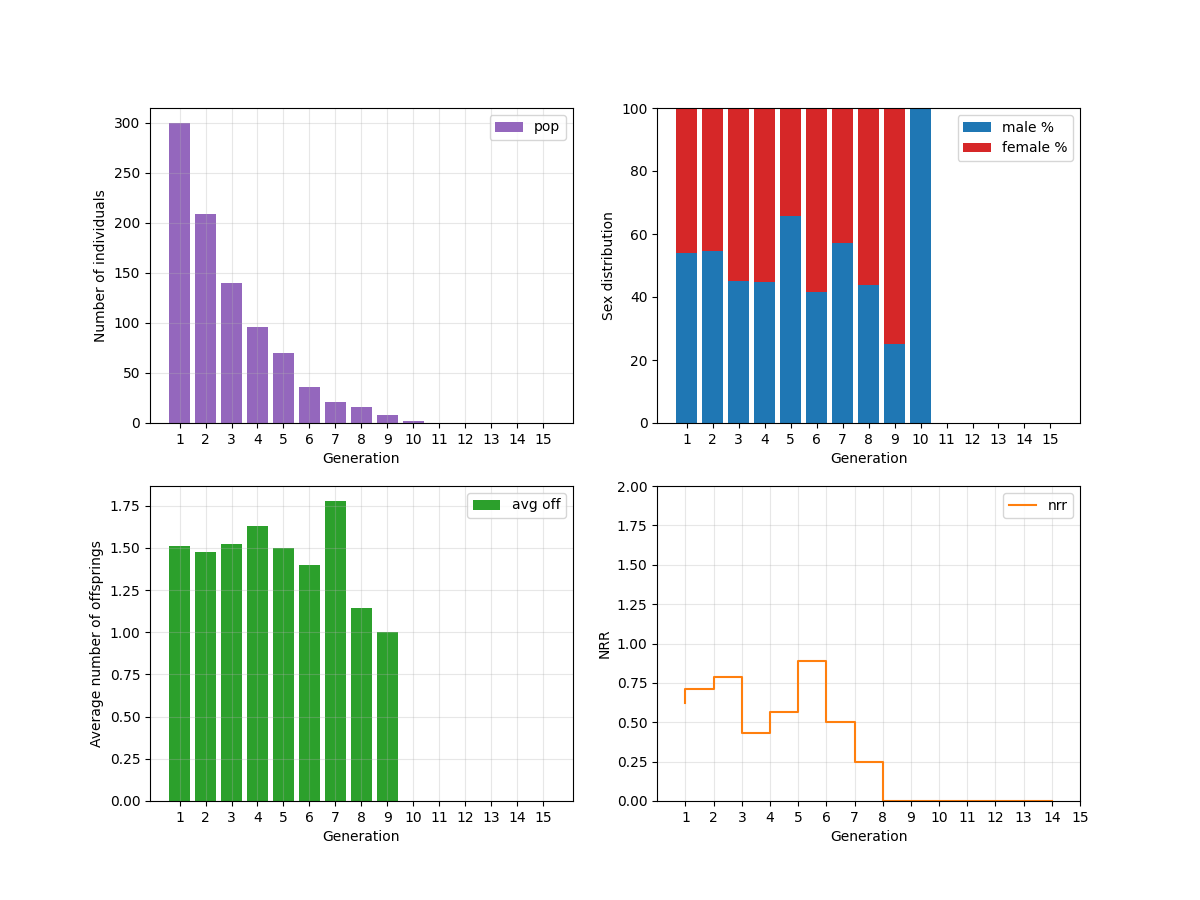 300
250
200
150
100
50
0
Number of individuals
pop
1 2 3 4 5 6 7 8 9 10 11 12 13 14 15
Generation
100
80
60
40
20
0
Sex distribution
male %
female %
1 2 3 4 5 6 7 8 9 10 11 12 13 14 15
Generation
1.75
1.50
1.25
1.00
0.75
0.50
0.25
0.00
Average number of offsprings
avg off
1 2 3 4 5 6 7 8 9 10 11 12 13 14 15
Generation
2.00
1.75
1.50
1.25
1.00
0.75
0.50
0.25
0.00
NRR
nrr
1 2 3 4 5 6 7 8 9 10 11 12 13 14 15
Generation